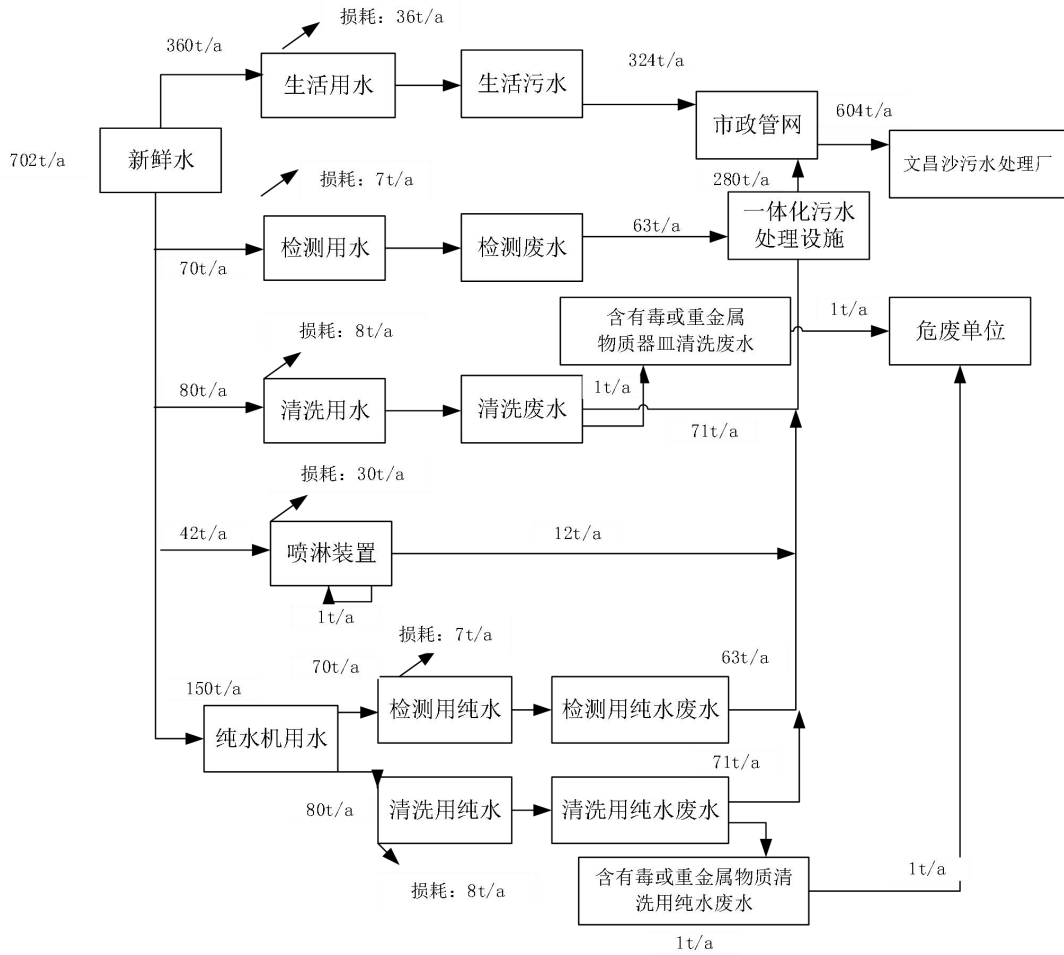 损耗：36t/a
360t/a
生活用水
生活污水
324t/a
市政管网
604t/a
702t/a
新鲜水
文昌沙污水处理厂
损耗：7t/a
280t/a
一体化污水
处理设施
检测用水
检测废水
63t/a
70t/a
含有毒或重金属
物质器皿清洗废水
1t/a
危废单位
损耗：8t/a
80t/a
清洗用水
清洗废水
1t/a
71t/a
损耗：30t/a
42t/a
喷淋装置
12t/a
1t/a
损耗：7t/a
70t/a
63t/a
150t/a
检测用纯水
检测用纯水废水
纯水机用水
71t/a
80t/a
清洗用纯水
清洗用纯水废水
损耗：8t/a
含有毒或重金属物质清
洗用纯水废水
1t/a
1t/a